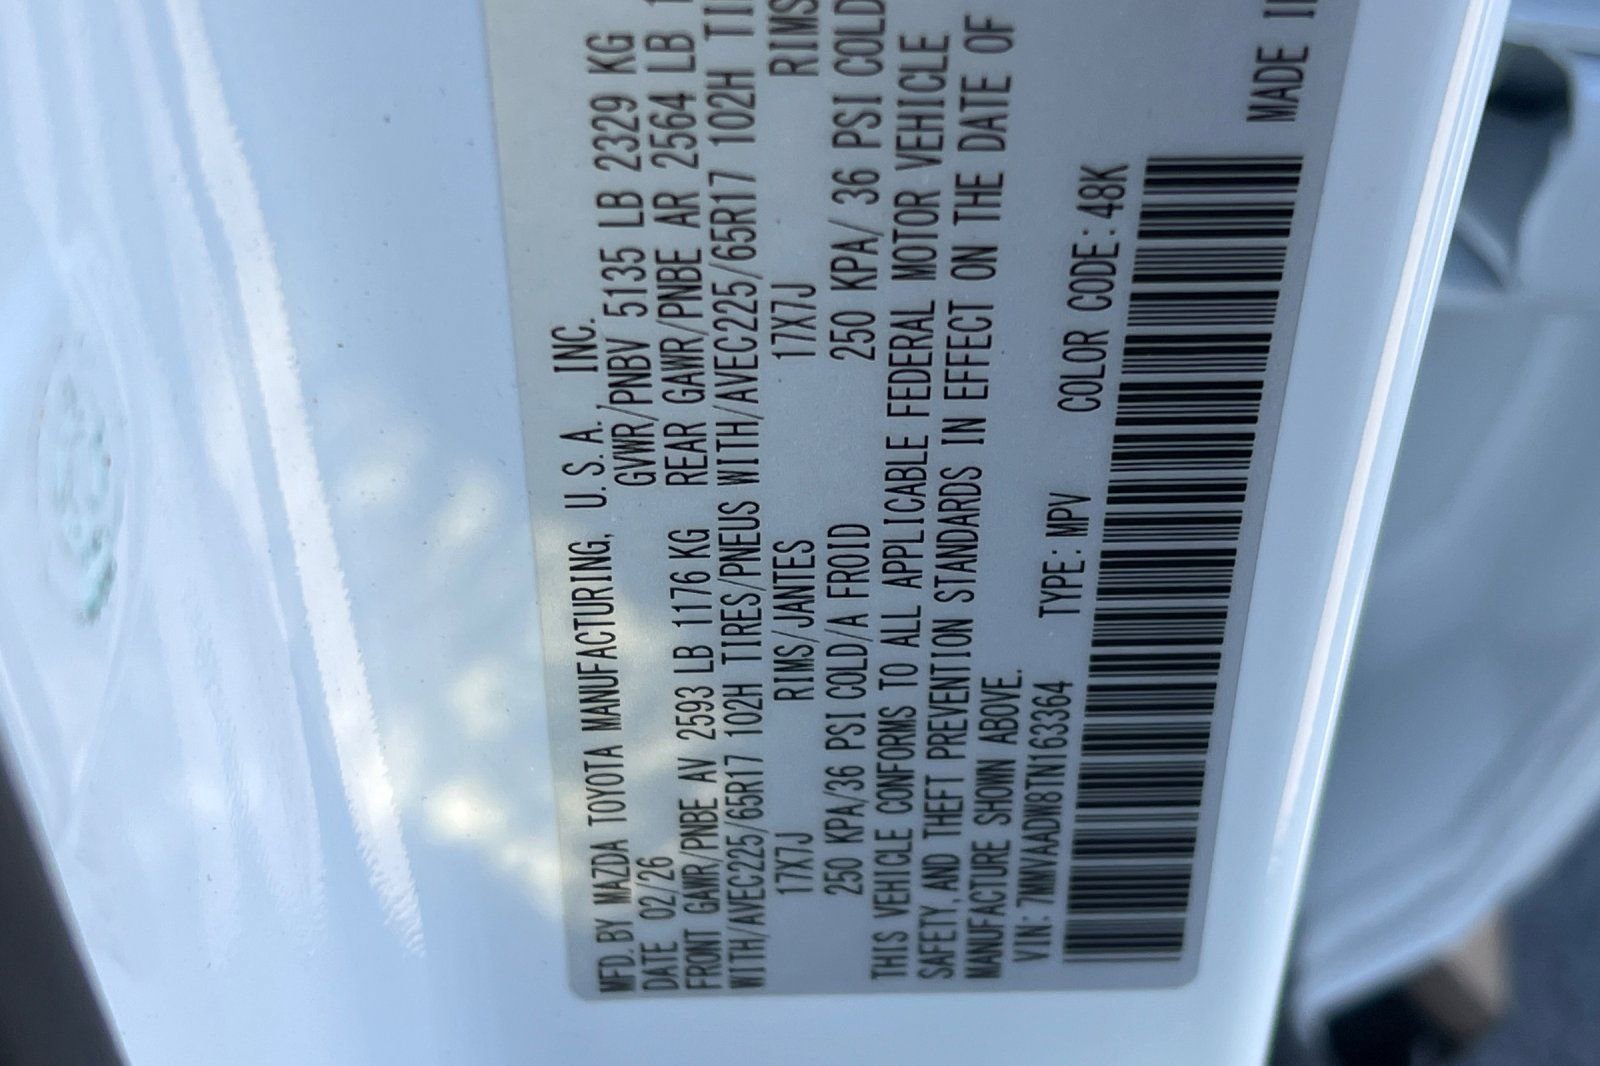 MFD. BY MAZDA TOYOTA MANUFACTURING, U.S.A. INC.
DATE 02/26 GVWR/PNBV 5135 LB 2329 KG
FRONT GAWR/PNBE AV 2593 LB 1176 KG REAR GAWR/PNBE AR 2564 LB
WITH/AVEC225/65R17 102H TIRES/PNEUS WITH/AVEC225/65R17 102H
17X7J RIMS/JANTES 17X7J RIMS
250 KPA/36 PSI COLD/A FROID 250 KPA/ 36 PSI COLD
THIS VEHICLE CONFORMS TO ALL APPLICABLE FEDERAL MOTOR VEHICLE
SAFETY, AND THEFT PREVENTION STANDARDS IN EFFECT ON THE DATE OF
MANUFACTURE SHOWN ABOVE.
VIN: 7MMVAADW8TN163364 TYPE: MPV COLOR CODE: 48K
MADE